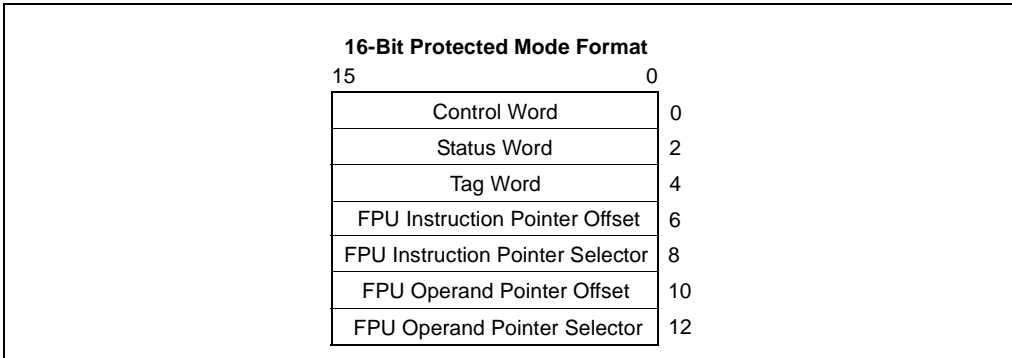 16-Bit Protected Mode Format
15 0
Control Word 0
Status Word 2
Tag Word 4
FPU Instruction Pointer Offset 6
FPU Instruction Pointer Selector 8
FPU Operand Pointer Offset 10
FPU Operand Pointer Selector 12